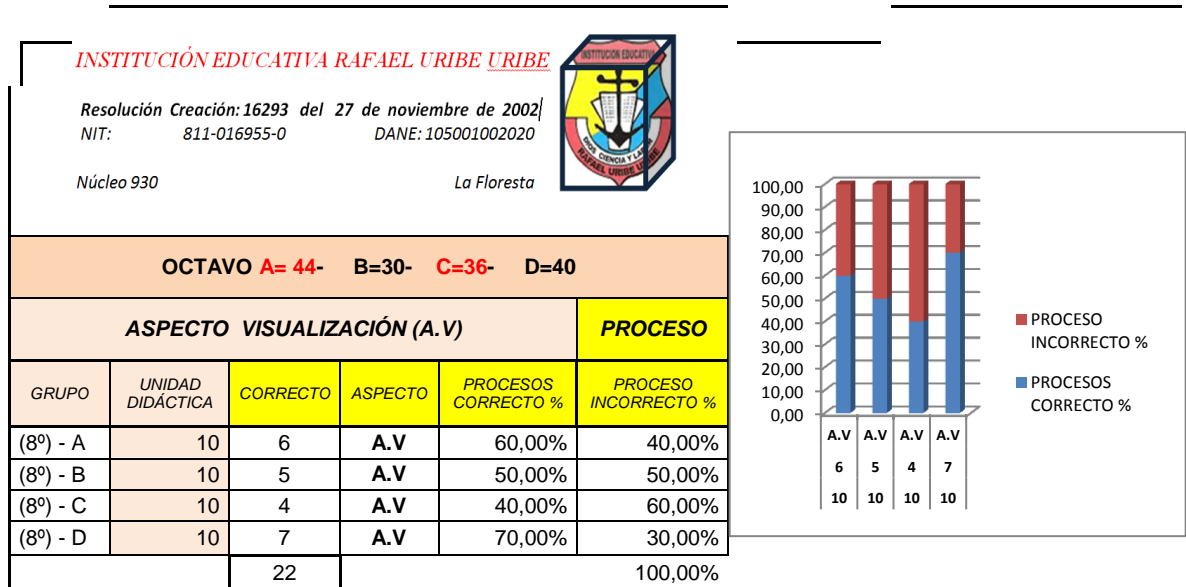 INSTITUCIÓN EDUCATIVA RAFAEL URIBE URIBE
Resolución Creación: 16293 del 27 de noviembre de 2002
NIT: 811-016955-0 DANE: 105001002020
Núcleo 930 La Floresta
INSTITUCIÓN EDUCATIVA
DIOS CIENCIA Y LABOR
RAFAEL URIBE URIBE
OCTAVO A= 44- B=30- C=36- D=40
ASPECTO VISUALIZACIÓN (A.V) PROCESO
GRUPO UNIDAD DIDÁCTICA CORRECTO ASPECTO PROCESOS CORRECTO % PROCESO INCORRECTO %
(8º) - A 10 6 A.V 60,00% 40,00%
(8º) - B 10 5 A.V 50,00% 50,00%
(8º) - C 10 4 A.V 40,00% 60,00%
(8º) - D 10 7 A.V 70,00% 30,00%
22 100,00%
100,00
90,00
80,00
70,00
60,00
50,00
40,00
30,00
20,00
10,00
0,00
A.V A.V A.V A.V
6 5 4 7
10 10 10 10
PROCESO
INCORRECTO %
PROCESOS
CORRECTO %